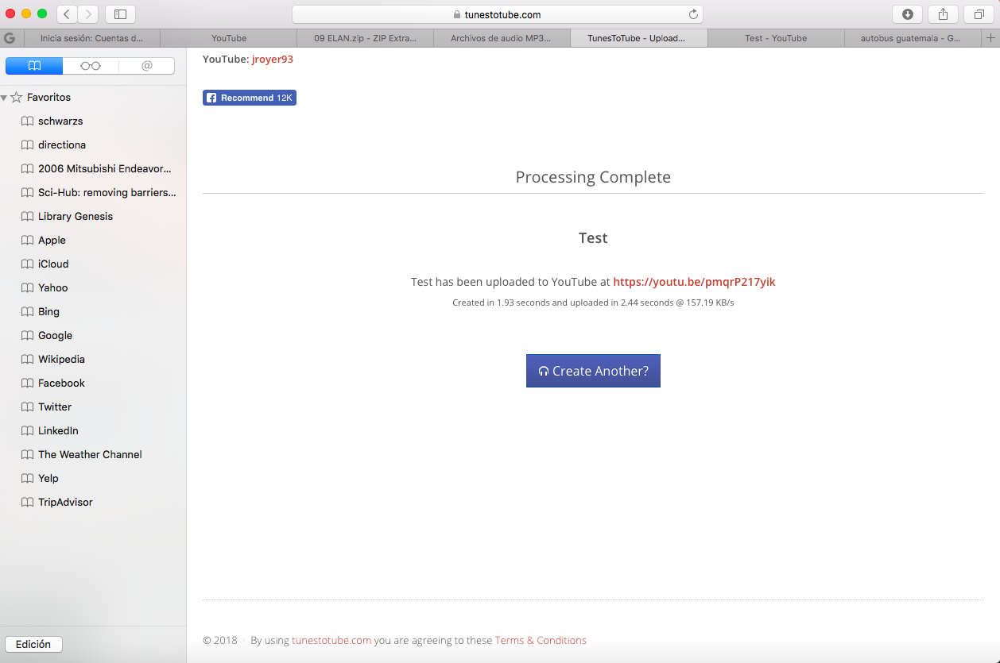 tunestotube.com
Inicia sesión: Cuentas d...
YouTube
09 ELAN.zip - ZIP Extra...
Archivos de audio MP3...
TunesToTube - Upload...
Test - YouTube
autobus guatemala - G...
Favoritos
schwarzs
directiona
2006 Mitsubishi Endeavor...
Sci-Hub: removing barriers...
Library Genesis
Apple
iCloud
Yahoo
Bing
Google
Wikipedia
Facebook
Twitter
LinkedIn
The Weather Channel
Yelp
TripAdvisor
Edición
YouTube: jroyer93
Recommend 12K
Processing Complete
Test
Test has been uploaded to YouTube at https://youtu.be/pmqrP217yik
Created in 1.93 seconds and uploaded in 2.44 seconds @ 157.19 KB/s
Create Another?
© 2018 · By using tunestotube.com you are agreeing to these Terms & Conditions